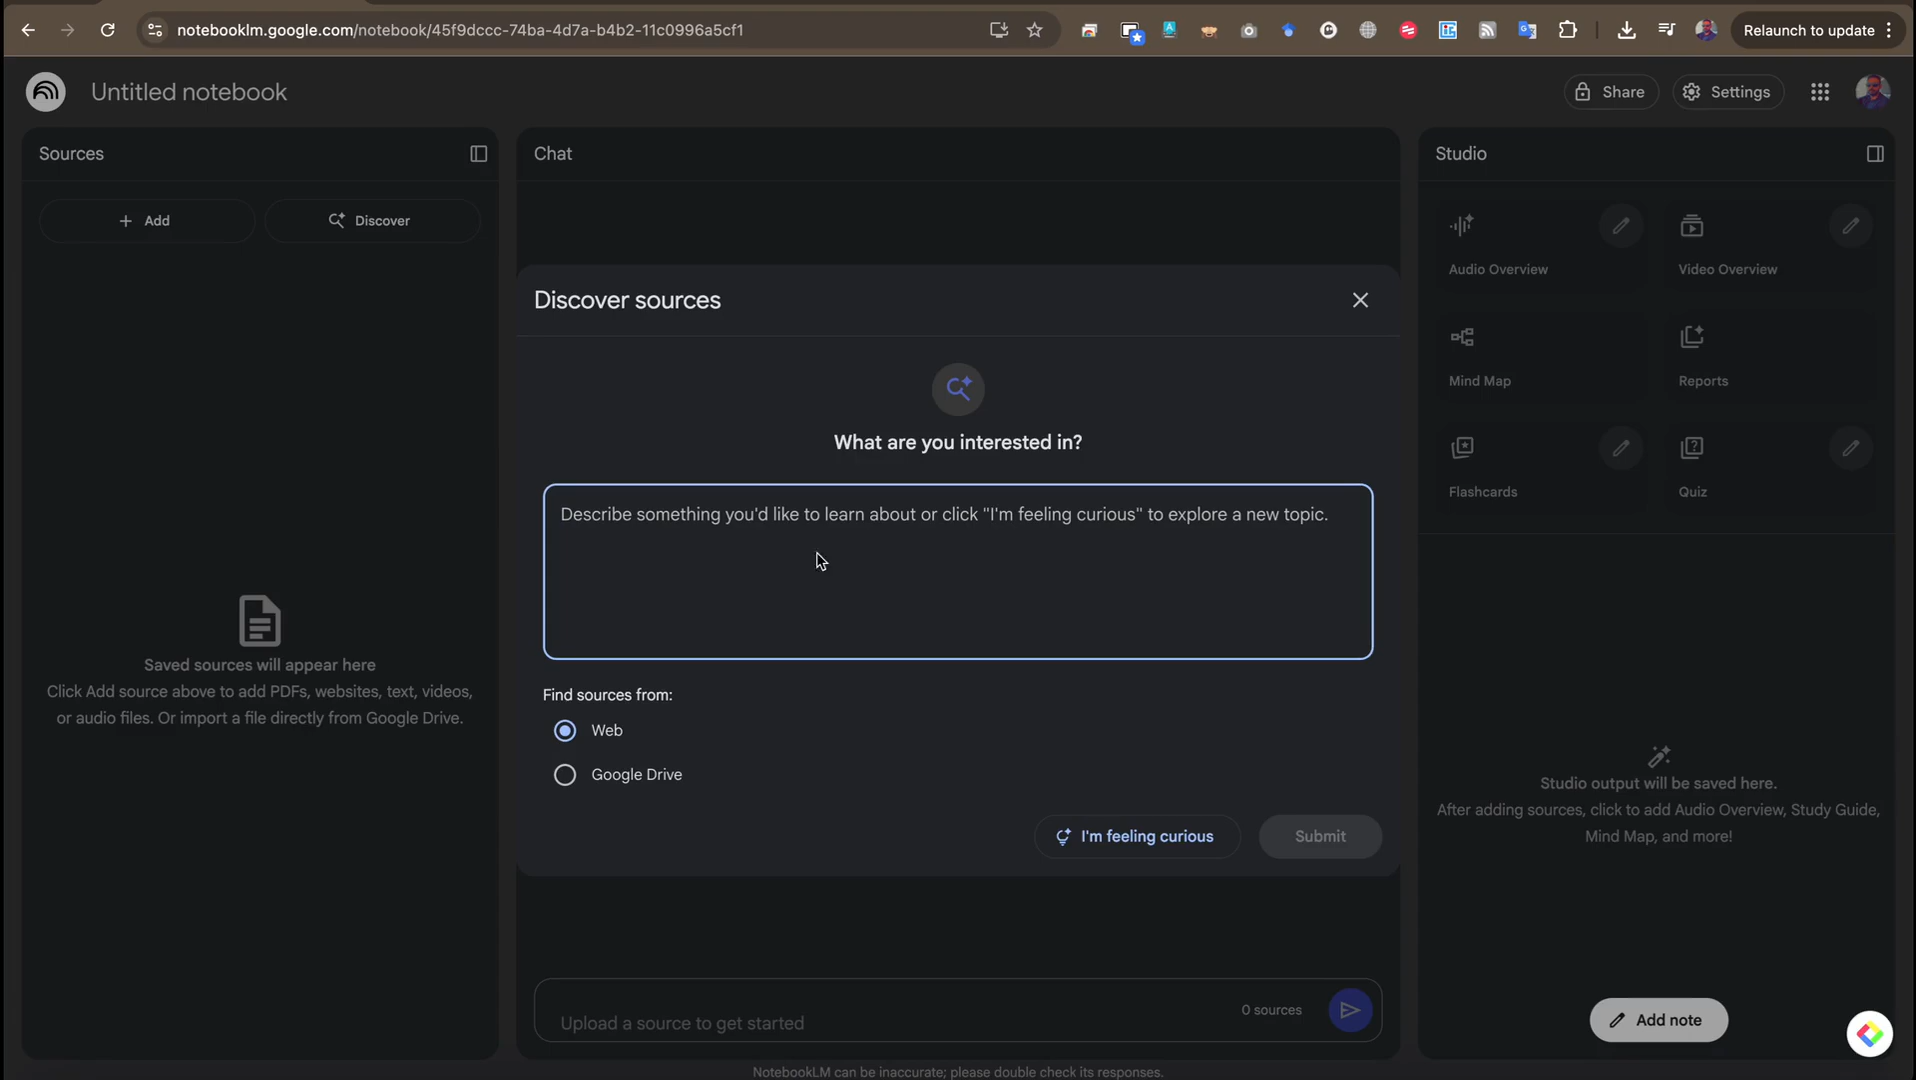 notebooklm.google.com/notebook/45f9dccc-74ba-4d7a-b4b2-11c0996a5cf1
Relaunch to update
Untitled notebook
Share
Settings
Sources
Add
Discover
Saved sources will appear here
Click Add source above to add PDFs, websites, text, videos,
or audio files. Or import a file directly from Google Drive.
Chat
Discover sources
What are you interested in?
Describe something you'd like to learn about or click "I'm feeling curious" to explore a new topic.
Find sources from:
Web
Google Drive
I'm feeling curious
Submit
Upload a source to get started
0 sources
NotebookLM can be inaccurate; please double check its responses.
Studio
Audio Overview
Video Overview
Mind Map
Reports
Flashcards
Quiz
Studio output will be saved here.
After adding sources, click to add Audio Overview, Study Guide,
Mind Map, and more!
Add note